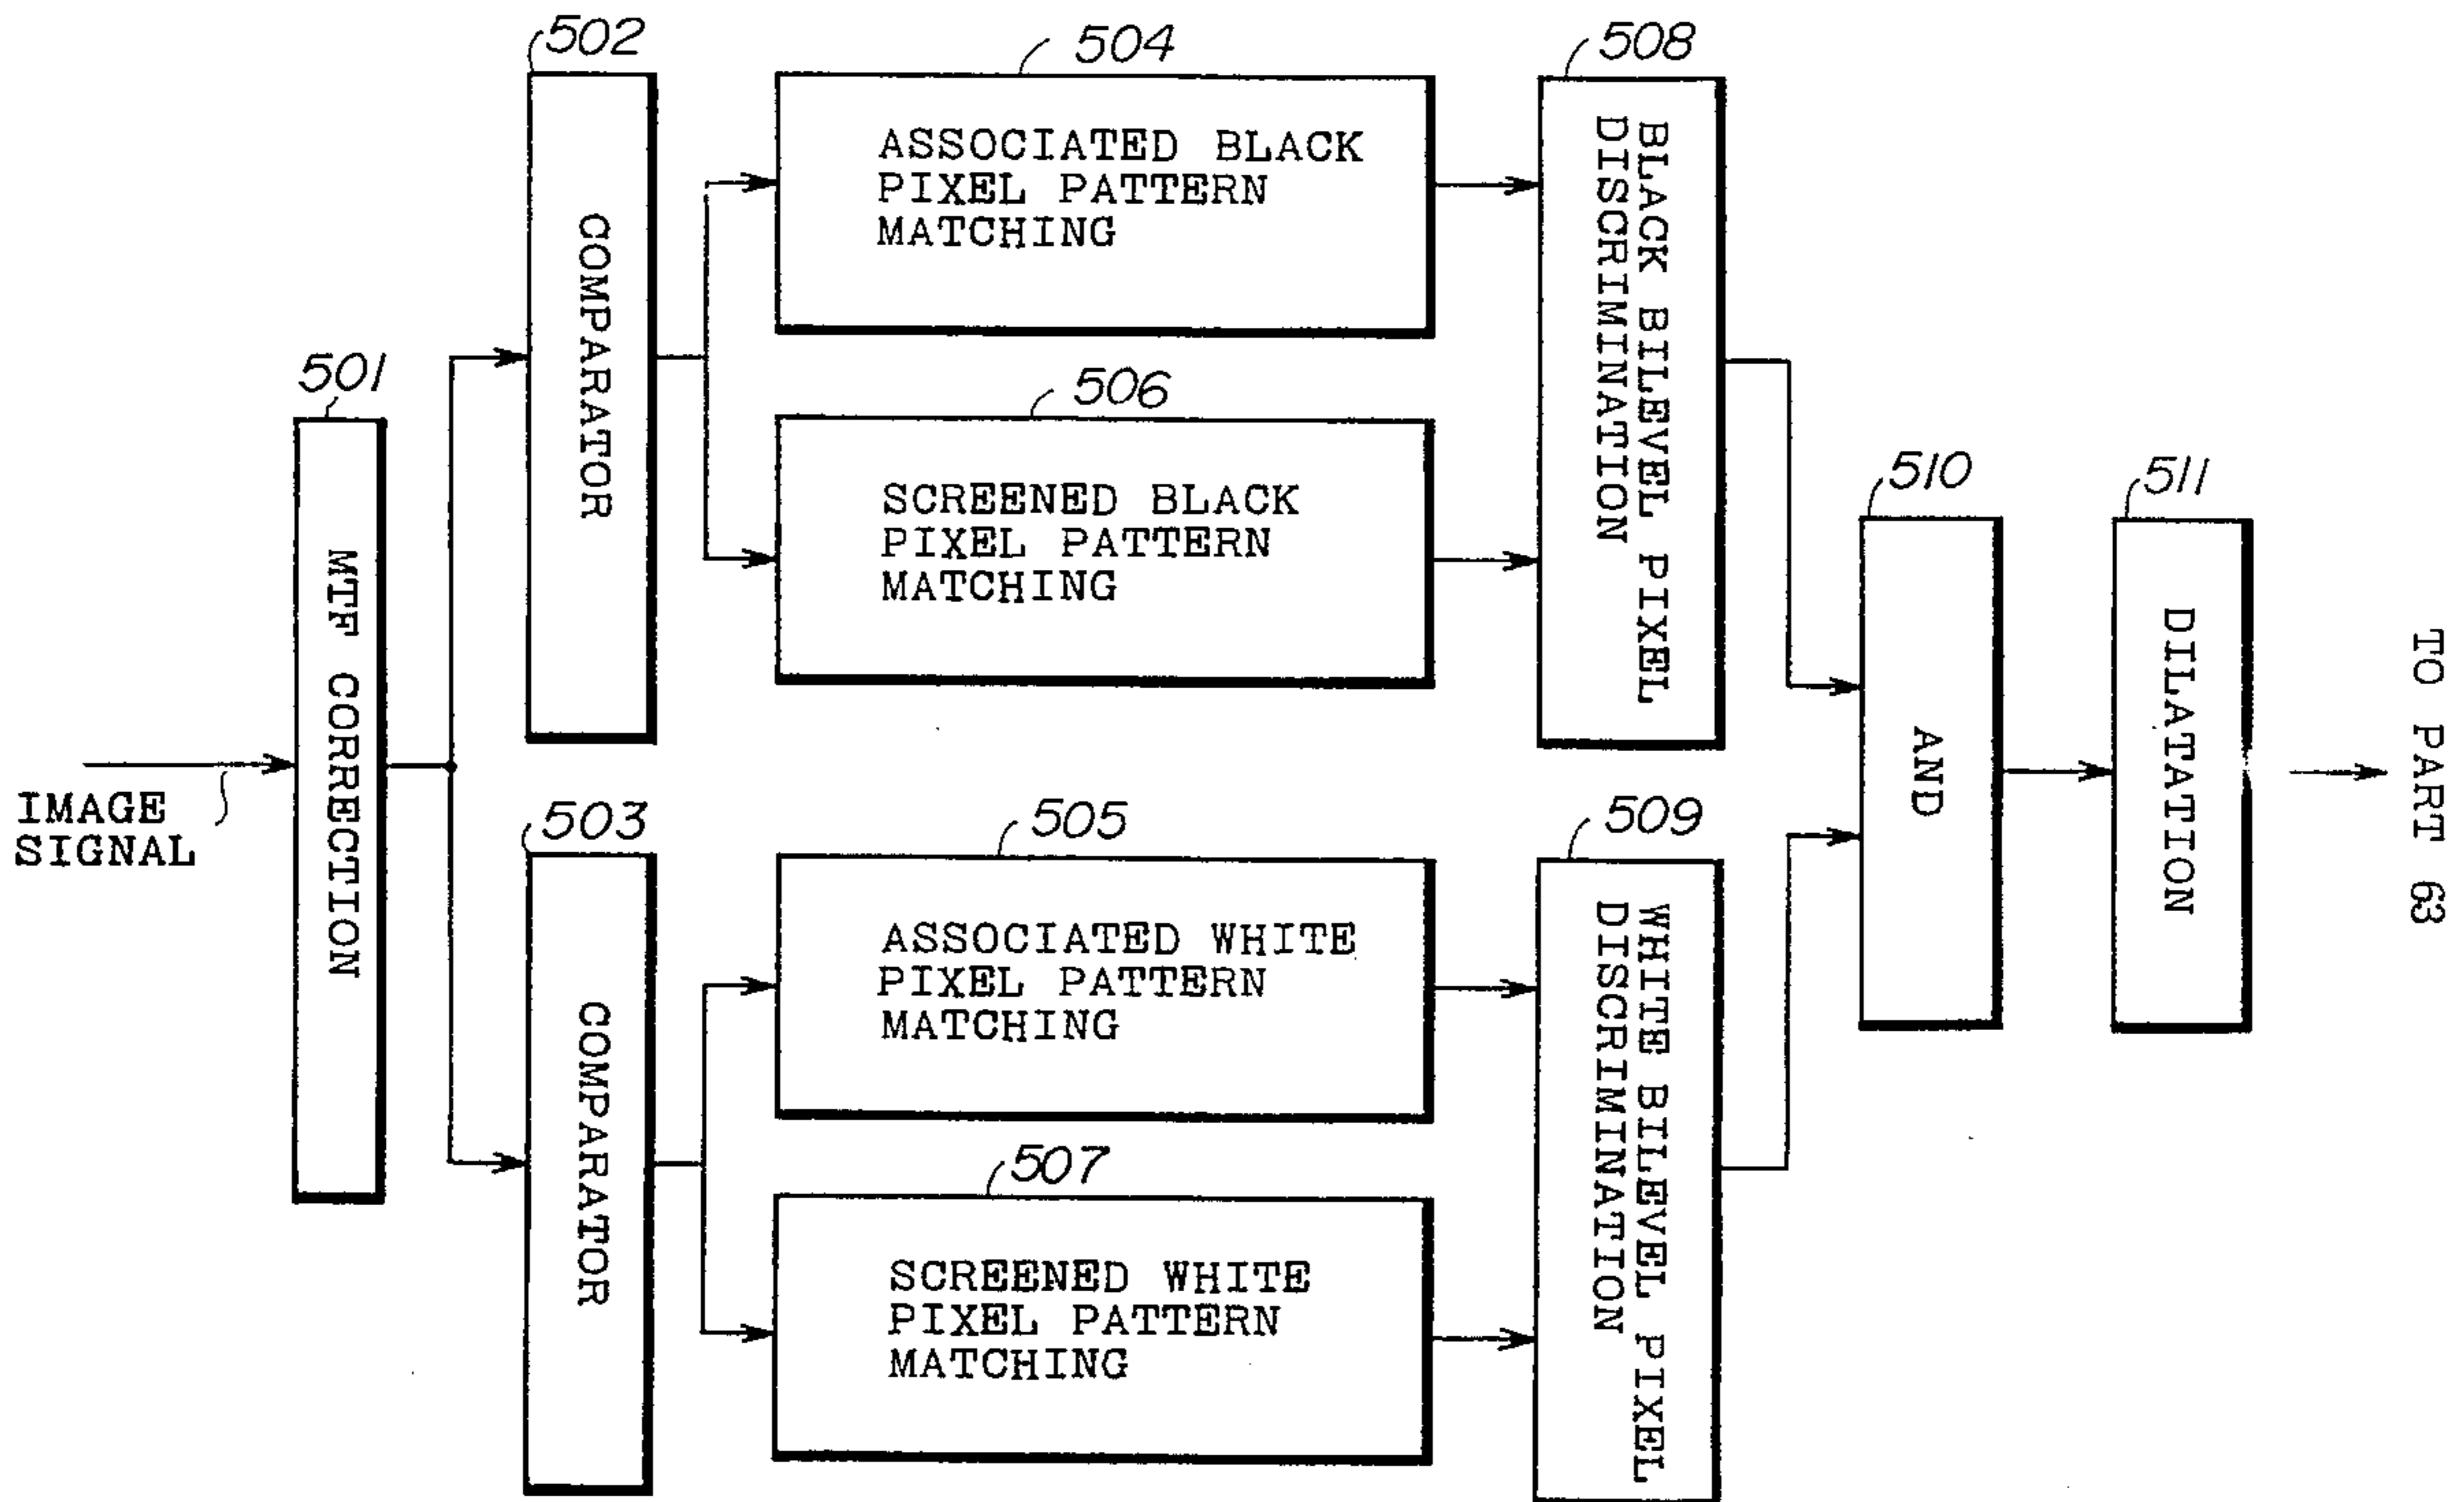 502
504
508
ASSOCIATED BLACK
PIXEL PATTERN
MATCHING
BLACK BILEVEL PIXEL
DISCRIMINATION
COMPARATOR
501
506
SCREENED BLACK
PIXEL PATTERN
MATCHING
510
511
MTF CORRECTION
IMAGE
SIGNAL
AND
DILATATION
TO PART 63
503
505
509
ASSOCIATED WHITE
PIXEL PATTERN
MATCHING
WHITE BILEVEL PIXEL
DISCRIMINATION
COMPARATOR
507
SCREENED WHITE
PIXEL PATTERN
MATCHING